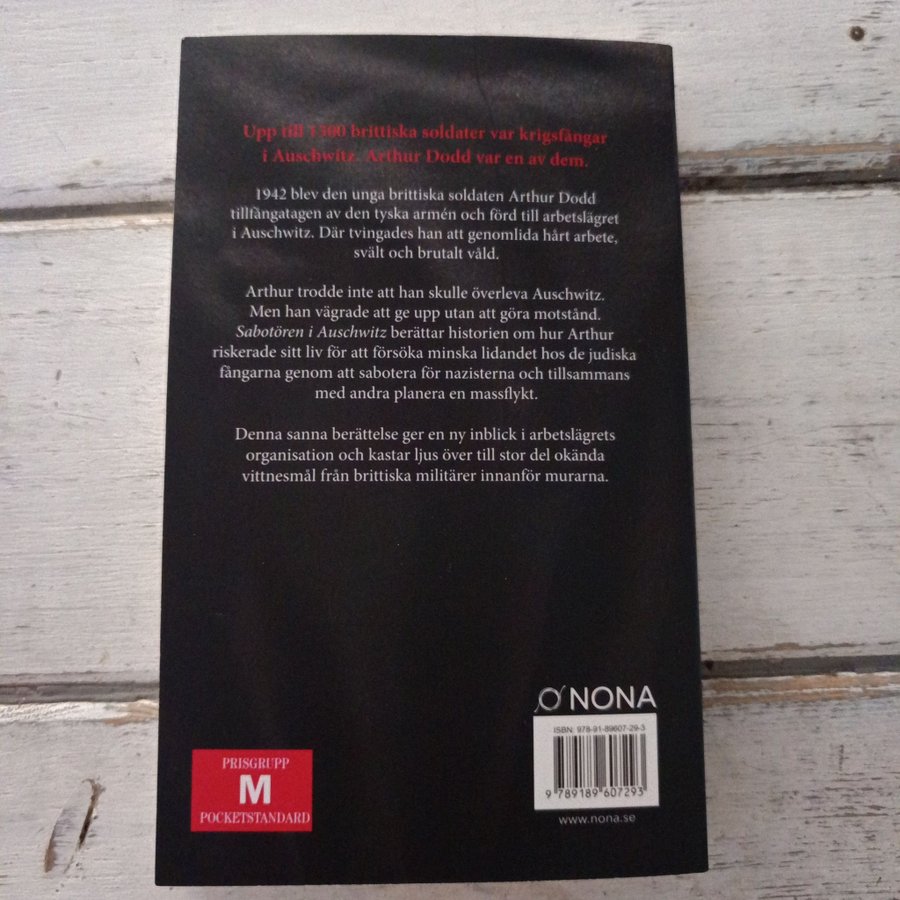 Upp till 1500 brittiska soldater var krigsfångar
i Auschwitz. Arthur Dodd var en av dem.
1942 blev den unga brittiska soldaten Arthur Dodd
tillfångatagen av den tyska armén och förd till arbetslägret
i Auschwitz. Där tvingades han att genomlida hårt arbete,
svält och brutalt våld.
Arthur trodde inte att han skulle överleva Auschwitz.
Men han vägrade att ge upp utan att göra motstånd.
Sabotören i Auschwitz berättar historien om hur Arthur
riskerade sitt liv för att försöka minska lidandet hos de judiska
fångarna genom att sabotera för nazisterna och tillsammans
med andra planera en massflykt.
Denna sanna berättelse ger en ny inblick i arbetslägrets
organisation och kastar ljus över till stor del okända
vittnesmål från brittiska militärer innanför murarna.
NONA
ISBN: 978-91-89607-29-3
9 789189 607293
www.nona.se
PRISGRUPP
M
POCKETSTANDARD